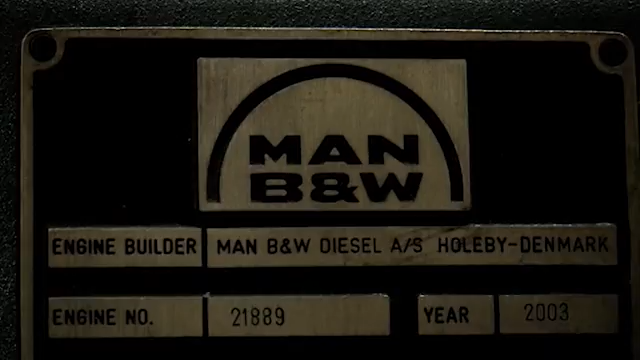 MAN
B&W
ENGINE BUILDER MAN B&W DIESEL A/S HOLEBY-DENMARK
ENGINE NO. 21889 YEAR 2003